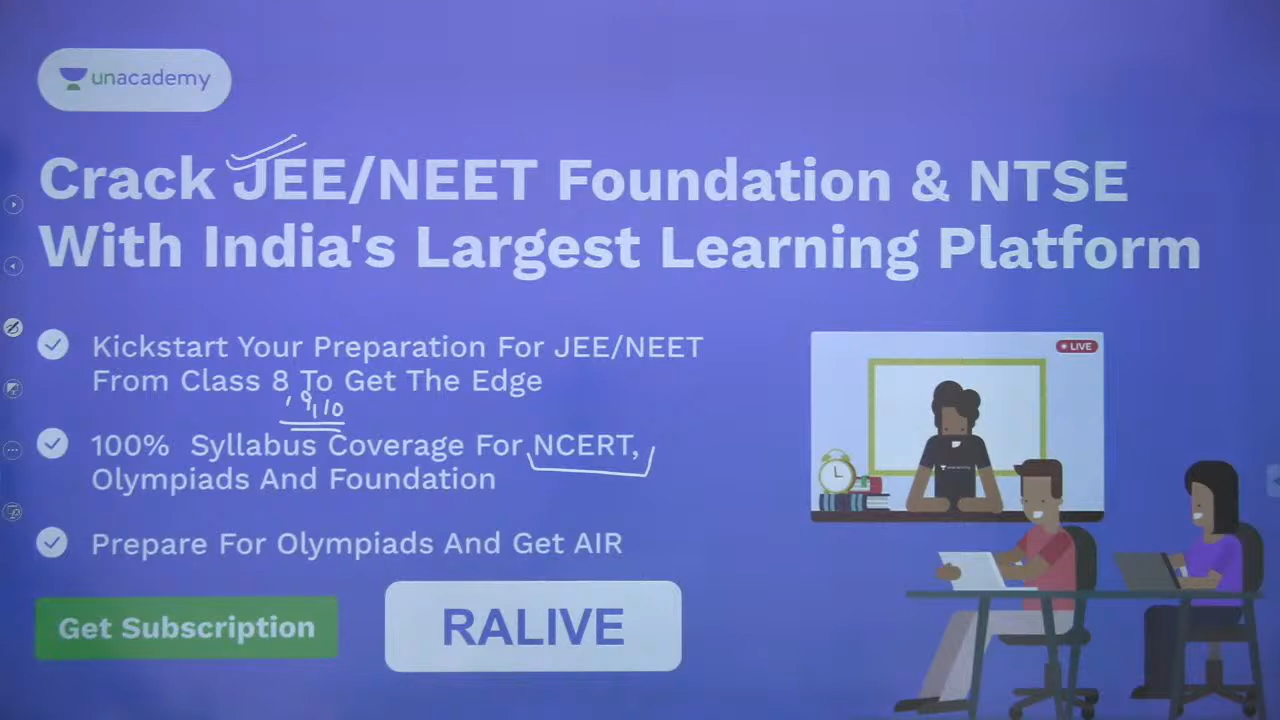 unacademy
Crack JEE/NEET Foundation & NTSE
With India's Largest Learning Platform
Kickstart Your Preparation For JEE/NEET
From Class 8 To Get The Edge
, 9, 10
100% Syllabus Coverage For NCERT,
Olympiads And Foundation
Prepare For Olympiads And Get AIR
Get Subscription
RALIVE
LIVE